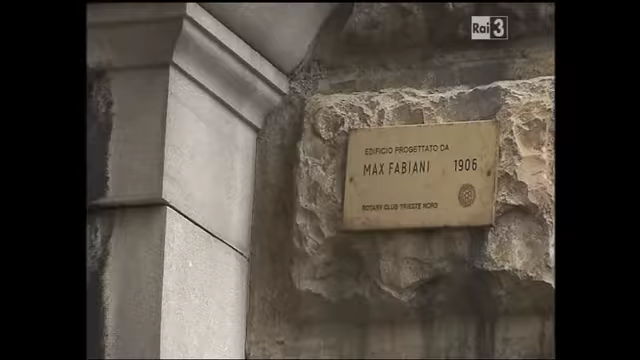 Rai 3
EDIFICIO PROGETTATO DA
MAX FABIANI 1906
ROTARY CLUB TRIESTE NORD